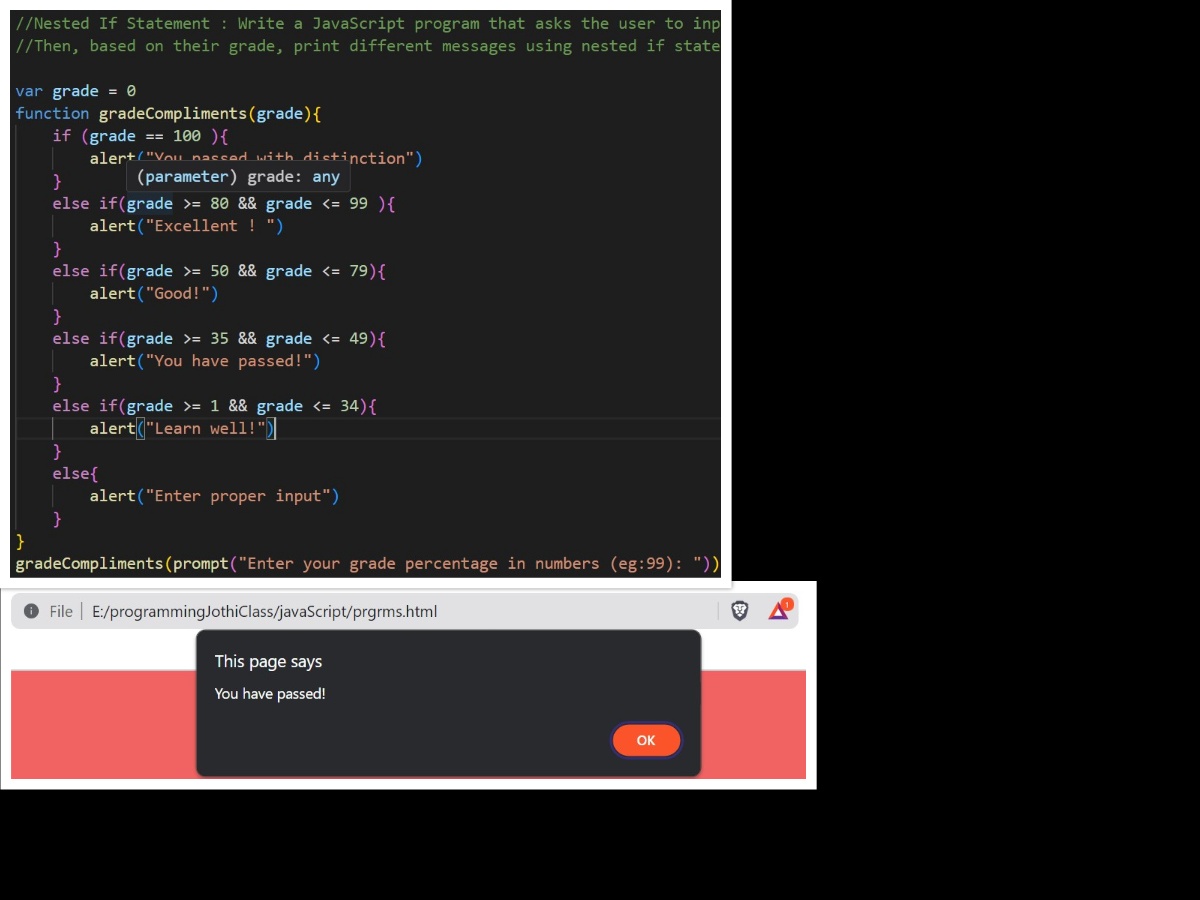 //Nested If Statement : Write a JavaScript program that asks the user to inp
//Then, based on their grade, print different messages using nested if state
var grade = 0
function gradeCompliments(grade){
if (grade == 100 ){
alert("You passed with distinction")
(parameter) grade: any
}
else if(grade >= 80 && grade <= 99 ){
alert("Excellent ! ")
}
else if(grade >= 50 && grade <= 79){
alert("Good!")
}
else if(grade >= 35 && grade <= 49){
alert("You have passed!")
}
else if(grade >= 1 && grade <= 34){
alert("Learn well!")
}
else{
alert("Enter proper input")
}
}
gradeCompliments(prompt("Enter your grade percentage in numbers (eg:99): "))
File | E:/programmingJothiClass/javaScript/prgrms.html
1
This page says
You have passed!
OK